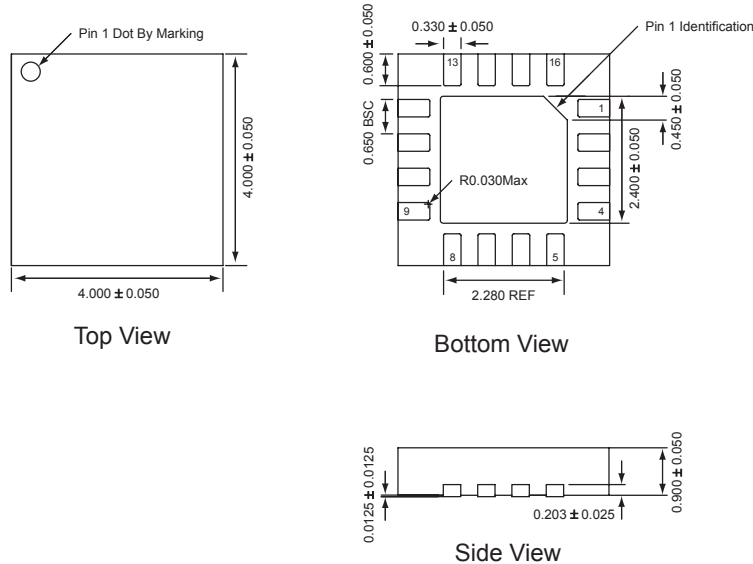 Pin 1 Dot By Marking
4.000 ± 0.050
4.000 ± 0.050
Top View
0.330 ± 0.050
Pin 1 Identification
0.600 ± 0.050
13
16
1
0.450 ± 0.050
0.650 BSC
2.400 ± 0.050
R0.030Max
9
4
8
5
2.280 REF
Bottom View
0.0125 ± 0.0125
0.900 ± 0.050
0.203 ± 0.025
Side View